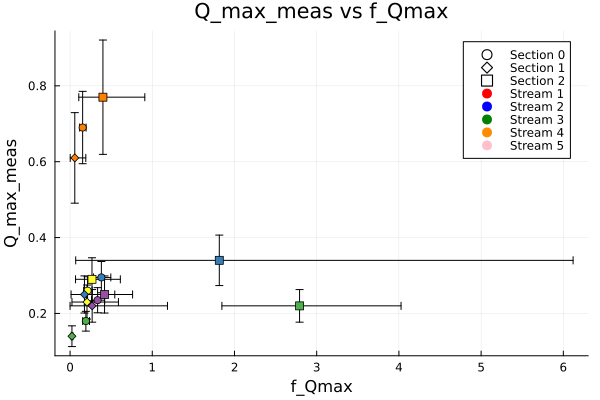 Q_max_meas vs f_Qmax
Section 0
Section 1
Section 2
Stream 1
Stream 2
Stream 3
Stream 4
Stream 5
Q_max_meas
0.8
0.6
0.4
0.2
0 1 2 3 4 5 6
f_Qmax